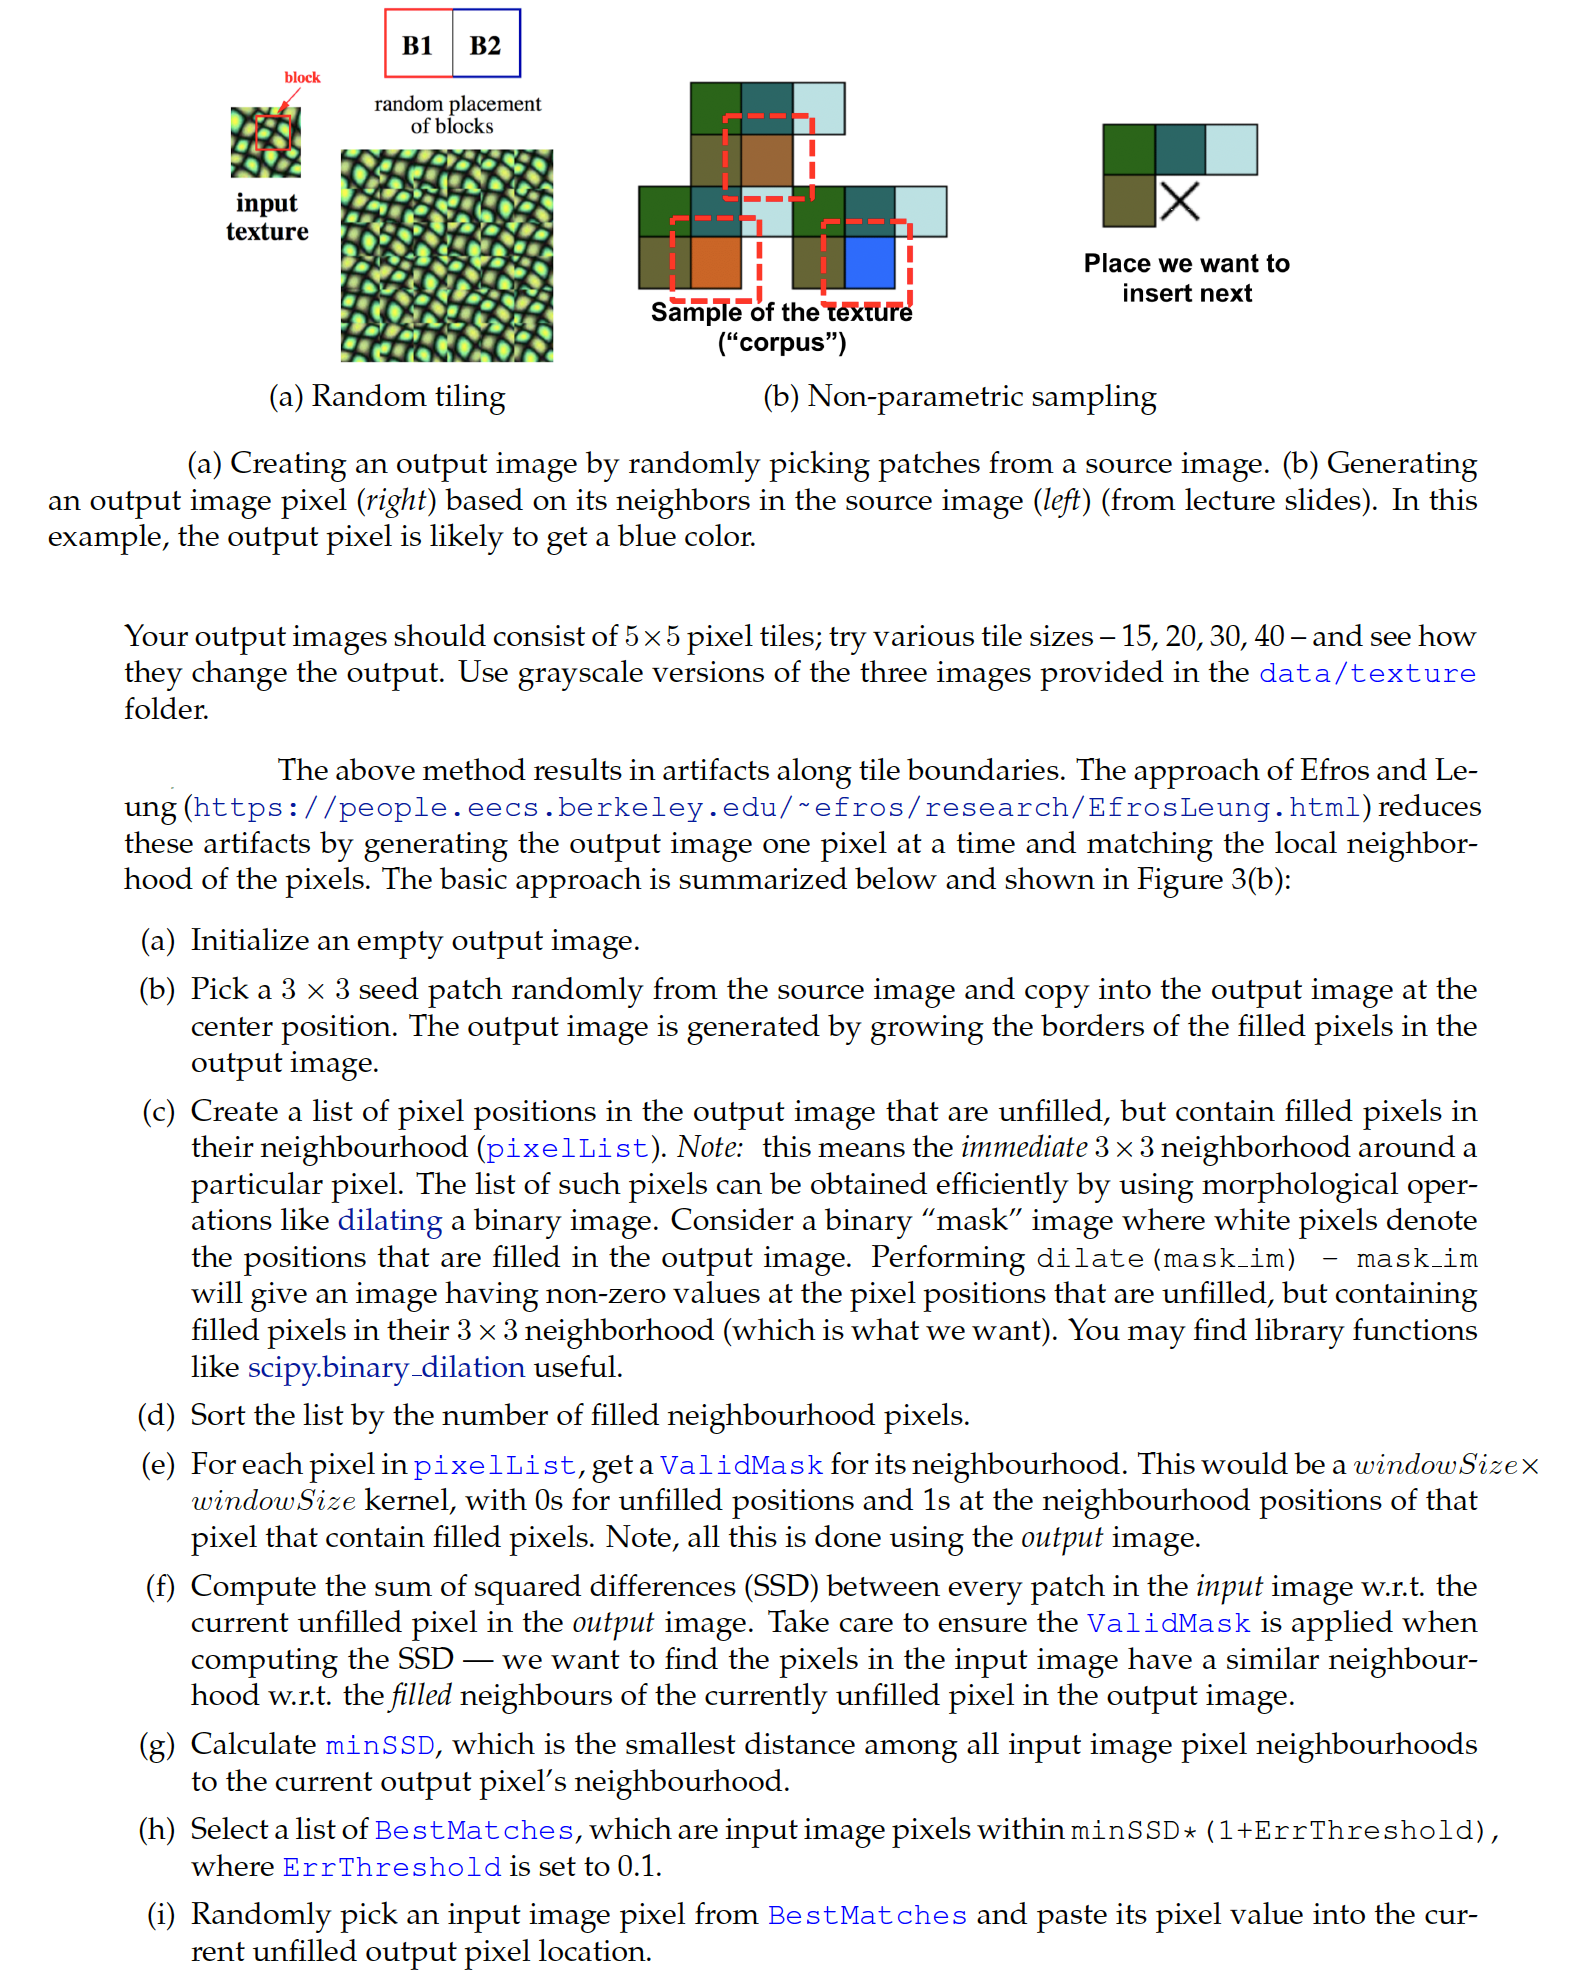 B1 B2
block
random placement
of blocks
input
texture
Sample of the texture
(“corpus”)
Place we want to
insert next
(a) Random tiling
(b) Non-parametric sampling
(a) Creating an output image by randomly picking patches from a source image. (b) Generating
an output image pixel (right) based on its neighbors in the source image (left) (from lecture slides). In this
example, the output pixel is likely to get a blue color.
Your output images should consist of 5×5 pixel tiles; try various tile sizes – 15, 20, 30, 40 – and see how
they change the output. Use grayscale versions of the three images provided in the data/texture
folder.
The above method results in artifacts along tile boundaries. The approach of Efros and Le-
ung (https://people.eecs.berkeley.edu/~efros/research/EfrosLeung.html) reduces
these artifacts by generating the output image one pixel at a time and matching the local neighbor-
hood of the pixels. The basic approach is summarized below and shown in Figure 3(b):
(a) Initialize an empty output image.
(b) Pick a 3 × 3 seed patch randomly from the source image and copy into the output image at the
center position. The output image is generated by growing the borders of the filled pixels in the
output image.
(c) Create a list of pixel positions in the output image that are unfilled, but contain filled pixels in
their neighbourhood (pixelList). Note: this means the immediate 3×3 neighborhood around a
particular pixel. The list of such pixels can be obtained efficiently by using morphological oper-
ations like dilating a binary image. Consider a binary “mask” image where white pixels denote
the positions that are filled in the output image. Performing dilate(mask_im) – mask_im
will give an image having non-zero values at the pixel positions that are unfilled, but containing
filled pixels in their 3×3 neighborhood (which is what we want). You may find library functions
like scipy.binary_dilation useful.
(d) Sort the list by the number of filled neighbourhood pixels.
(e) For each pixel in pixelList, get a ValidMask for its neighbourhood. This would be a windowSize×
windowSize kernel, with 0s for unfilled positions and 1s at the neighbourhood positions of that
pixel that contain filled pixels. Note, all this is done using the output image.
(f) Compute the sum of squared differences (SSD) between every patch in the input image w.r.t. the
current unfilled pixel in the output image. Take care to ensure the ValidMask is applied when
computing the SSD — we want to find the pixels in the input image have a similar neighbour-
hood w.r.t. the filled neighbours of the currently unfilled pixel in the output image.
(g) Calculate minSSD, which is the smallest distance among all input image pixel neighbourhoods
to the current output pixel’s neighbourhood.
(h) Select a list of BestMatches, which are input image pixels within minSSD*(1+ErrThreshold),
where ErrThreshold is set to 0.1.
(i) Randomly pick an input image pixel from BestMatches and paste its pixel value into the cur-
rent unfilled output pixel location.